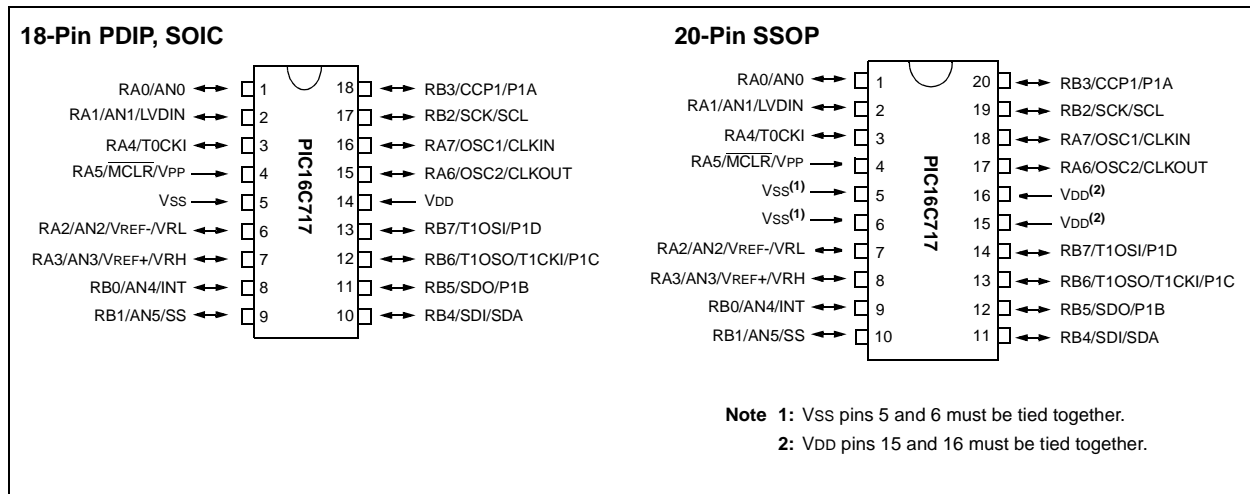 18-Pin PDIP, SOIC
RA0/AN0 1 18 RB3/CCP1/P1A
RA1/AN1/LVDIN 2 17 RB2/SCK/SCL
RA4/T0CKI 3 16 RA7/OSC1/CLKIN
RA5/MCLR/VPP 4 15 RA6/OSC2/CLKOUT
VSS 5 14 VDD
RA2/AN2/VREF-/VRL 6 13 RB7/T1OSI/P1D
RA3/AN3/VREF+/VRH 7 12 RB6/T1OSO/T1CKI/P1C
RB0/AN4/INT 8 11 RB5/SDO/P1B
RB1/AN5/SS 9 10 RB4/SDI/SDA
PIC16C717
20-Pin SSOP
RA0/AN0 1 20 RB3/CCP1/P1A
RA1/AN1/LVDIN 2 19 RB2/SCK/SCL
RA4/T0CKI 3 18 RA7/OSC1/CLKIN
RA5/MCLR/VPP 4 17 RA6/OSC2/CLKOUT
VSS(1) 5 16 VDD(2)
VSS(1) 6 15 VDD(2)
RA2/AN2/VREF-/VRL 7 14 RB7/T1OSI/P1D
RA3/AN3/VREF+/VRH 8 13 RB6/T1OSO/T1CKI/P1C
RB0/AN4/INT 9 12 RB5/SDO/P1B
RB1/AN5/SS 10 11 RB4/SDI/SDA
PIC16C717
Note 1: VSS pins 5 and 6 must be tied together.
2: VDD pins 15 and 16 must be tied together.